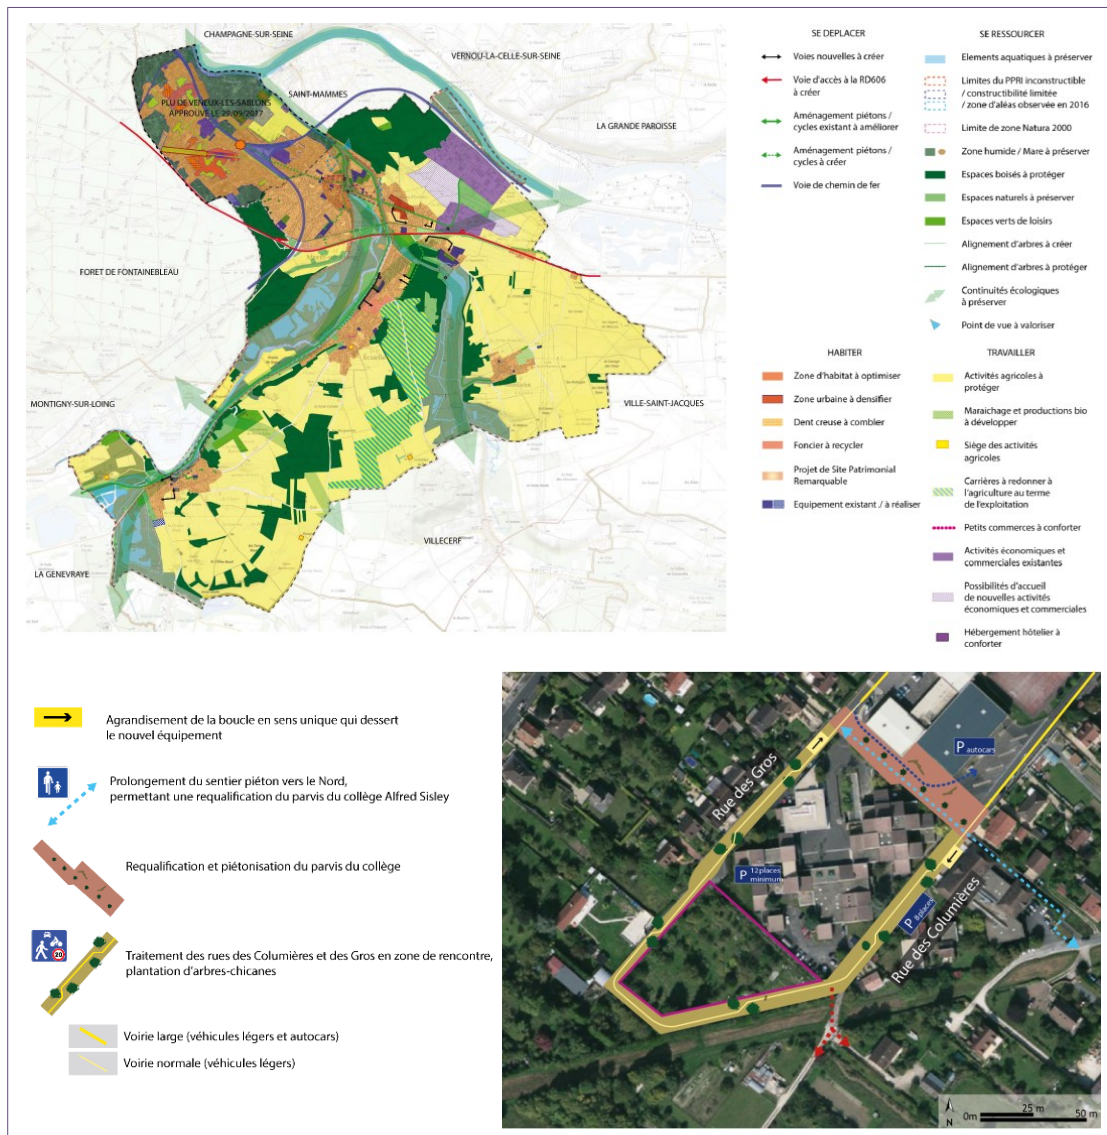 CHAMPAGNE-SUR-SEINE
VERNOU-LA-CELLE-SUR-SEINE
SAINT-MAMMES
PLU DE VENEUX-LES-SABLONS
APPROUVE LE 29/09/2017
LA GRANDE PAROISSE
FORET DE FONTAINEBLEAU
MONTIGNY-SUR-LOING
VILLE-SAINT-JACQUES
VILLECERF
LA GENEVRAYE
SE DEPLACER
Voies nouvelles à créer
Voie d'accès à la RD606
à créer
Aménagement piétons /
cycles existant à améliorer
Aménagement piétons /
cycles à créer
Voie de chemin de fer
SE RESSOURCER
Elements aquatiques à préserver
Limites du PPRI inconstructible
/ constructibilité limitée
/ zone d'aléas observée en 2016
Limite de zone Natura 2000
Zone humide / Mare à préserver
Espaces boisés à protéger
Espaces naturels à préserver
Espaces verts de loisirs
Alignement d'arbres à créer
Alignement d'arbres à protéger
Continuités écologiques
à préserver
Point de vue à valoriser
HABITER
Zone d'habitat à optimiser
Zone urbaine à densifier
Dent creuse à combler
Foncier à recycler
Projet de Site Patrimonial
Remarquable
Equipement existant / à réaliser
TRAVAILLER
Activités agricoles à
protéger
Maraichage et productions bio
à développer
Siège des activités
agricoles
Carrières à redonner à
l'agriculture au terme
de l'exploitation
Petits commerces à conforter
Activités économiques et
commerciales existantes
Possibilités d'accueil
de nouvelles activités
économiques et commerciales
Hébergement hôtelier à
conforter
Agrandisement de la boucle en sens unique qui dessert
le nouvel équipement
Prolongement du sentier piéton vers le Nord,
permettant une requalification du parvis du collège Alfred Sisley
Requalification et piétonisation du parvis du collège
20
Traitement des rues des Columières et des Gros en zone de rencontre,
plantation d'arbres-chicanes
Voirie large (véhicules légers et autocars)
Voirie normale (véhicules légers)
P autocars
Rue des Gros
P 12 places
minimum
P 8 places
Rue des Columières
N
0m 25 m 50 m